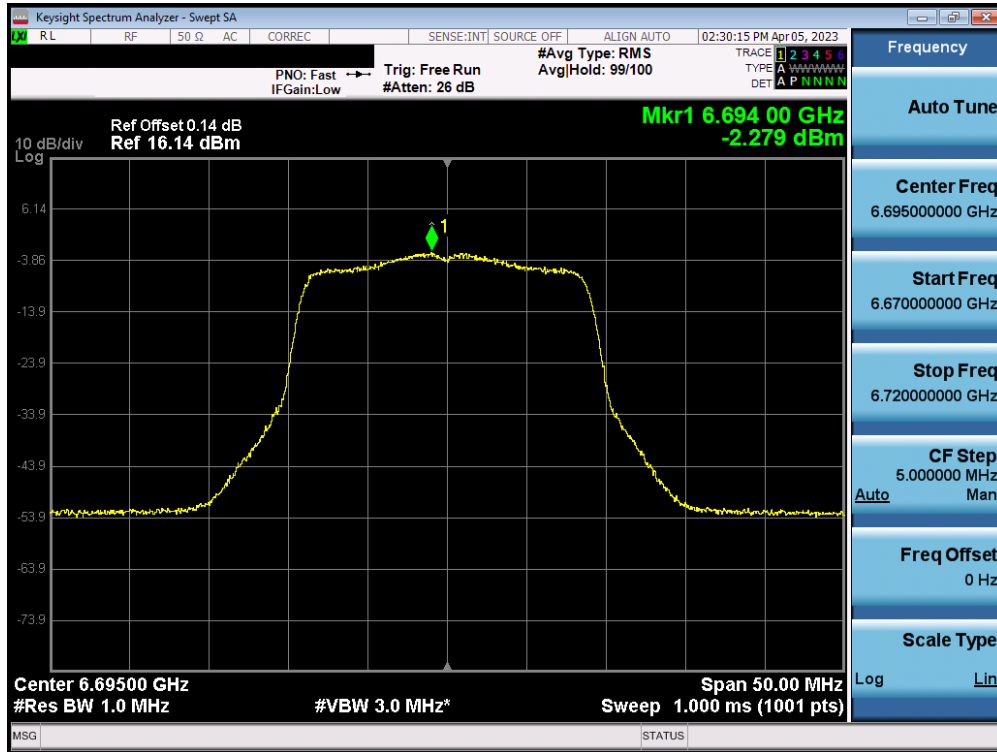 Keysight Spectrum Analyzer - Swept SA
LXI RL RF 50 Ω AC CORREC SENSE:INT SOURCE OFF ALIGN AUTO 02:30:15 PM Apr 05, 2023
#Avg Type: RMS
Avg|Hold: 99/100
TRACE 1 2 3 4 5 6
TYPE A WWWWW
DET A P N N N N
PNO: Fast
IFGain:Low
Trig: Free Run
#Atten: 26 dB
Mkr1 6.694 00 GHz
-2.279 dBm
Ref Offset 0.14 dB
10 dB/div Ref 16.14 dBm
Log
1
6.14
-3.86
-13.9
-23.9
-33.9
-43.9
-53.9
-63.9
-73.9
Center 6.69500 GHz Span 50.00 MHz
#Res BW 1.0 MHz #VBW 3.0 MHz* Sweep 1.000 ms (1001 pts)
MSG STATUS
Frequency
Auto Tune
Center Freq
6.695000000 GHz
Start Freq
6.670000000 GHz
Stop Freq
6.720000000 GHz
CF Step
5.000000 MHz
Auto Man
Freq Offset
0 Hz
Scale Type
Log Lin